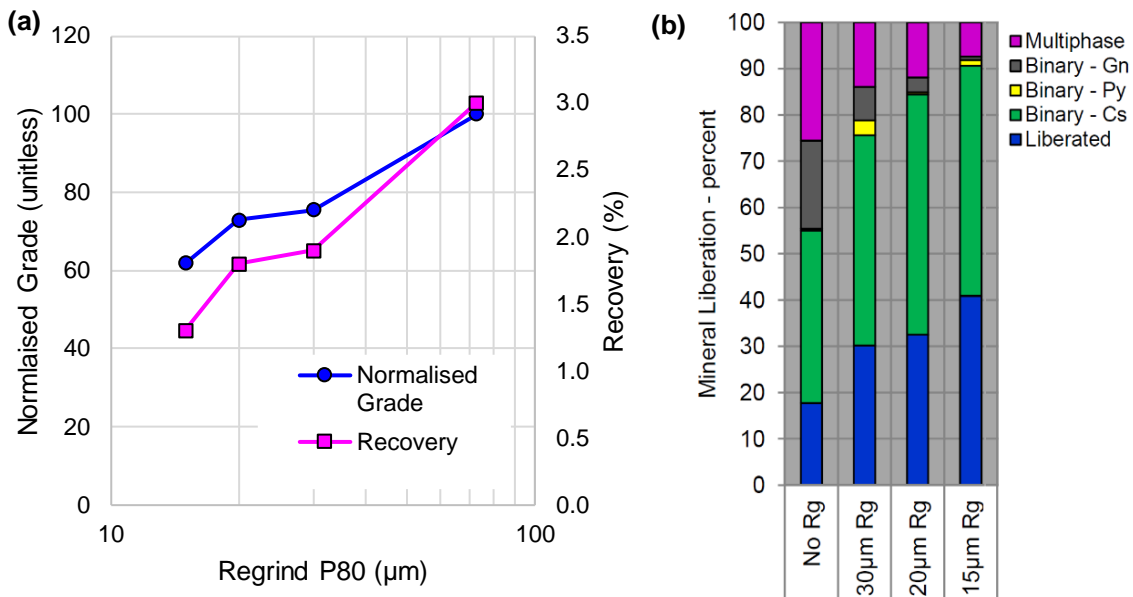 (a)
120
100
80
60
40
20
0
Normlaised Grade (unitless)
3.5
3.0
2.5
2.0
1.5
1.0
0.5
0.0
Recovery (%)
Normalised
Grade
Recovery
10
100
Regrind P80 (µm)
(b)
100
90
80
70
60
50
40
30
20
10
0
Mineral Liberation - percent
No Rg
30µm Rg
20µm Rg
15µm Rg
Multiphase
Binary - Gn
Binary - Py
Binary - Cs
Liberated